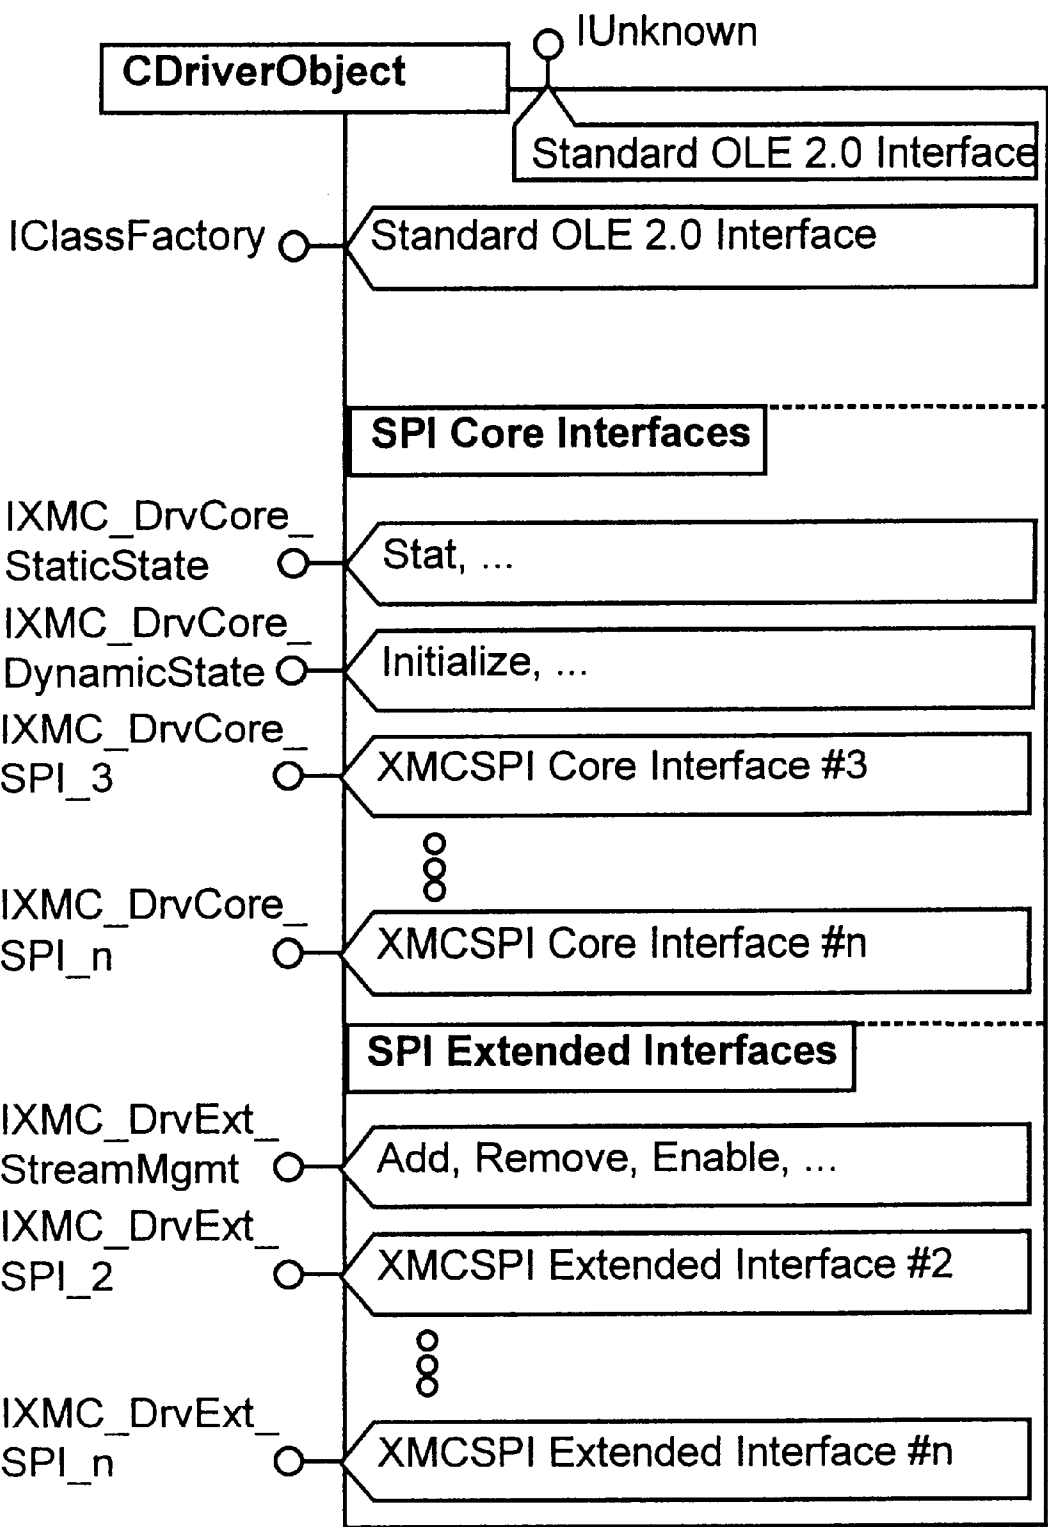 IUnknown
CDriverObject
Standard OLE 2.0 Interface
IClassFactory
Standard OLE 2.0 Interface
SPI Core Interfaces
IXMC_DrvCore_
StaticState
Stat, ...
IXMC_DrvCore_
DynamicState
Initialize, ...
IXMC_DrvCore_
SPI_3
XMCSPI Core Interface #3
IXMC_DrvCore_
SPI_n
XMCSPI Core Interface #n
SPI Extended Interfaces
IXMC_DrvExt_
StreamMgmt
Add, Remove, Enable, ...
IXMC_DrvExt_
SPI_2
XMCSPI Extended Interface #2
IXMC_DrvExt_
SPI_n
XMCSPI Extended Interface #n